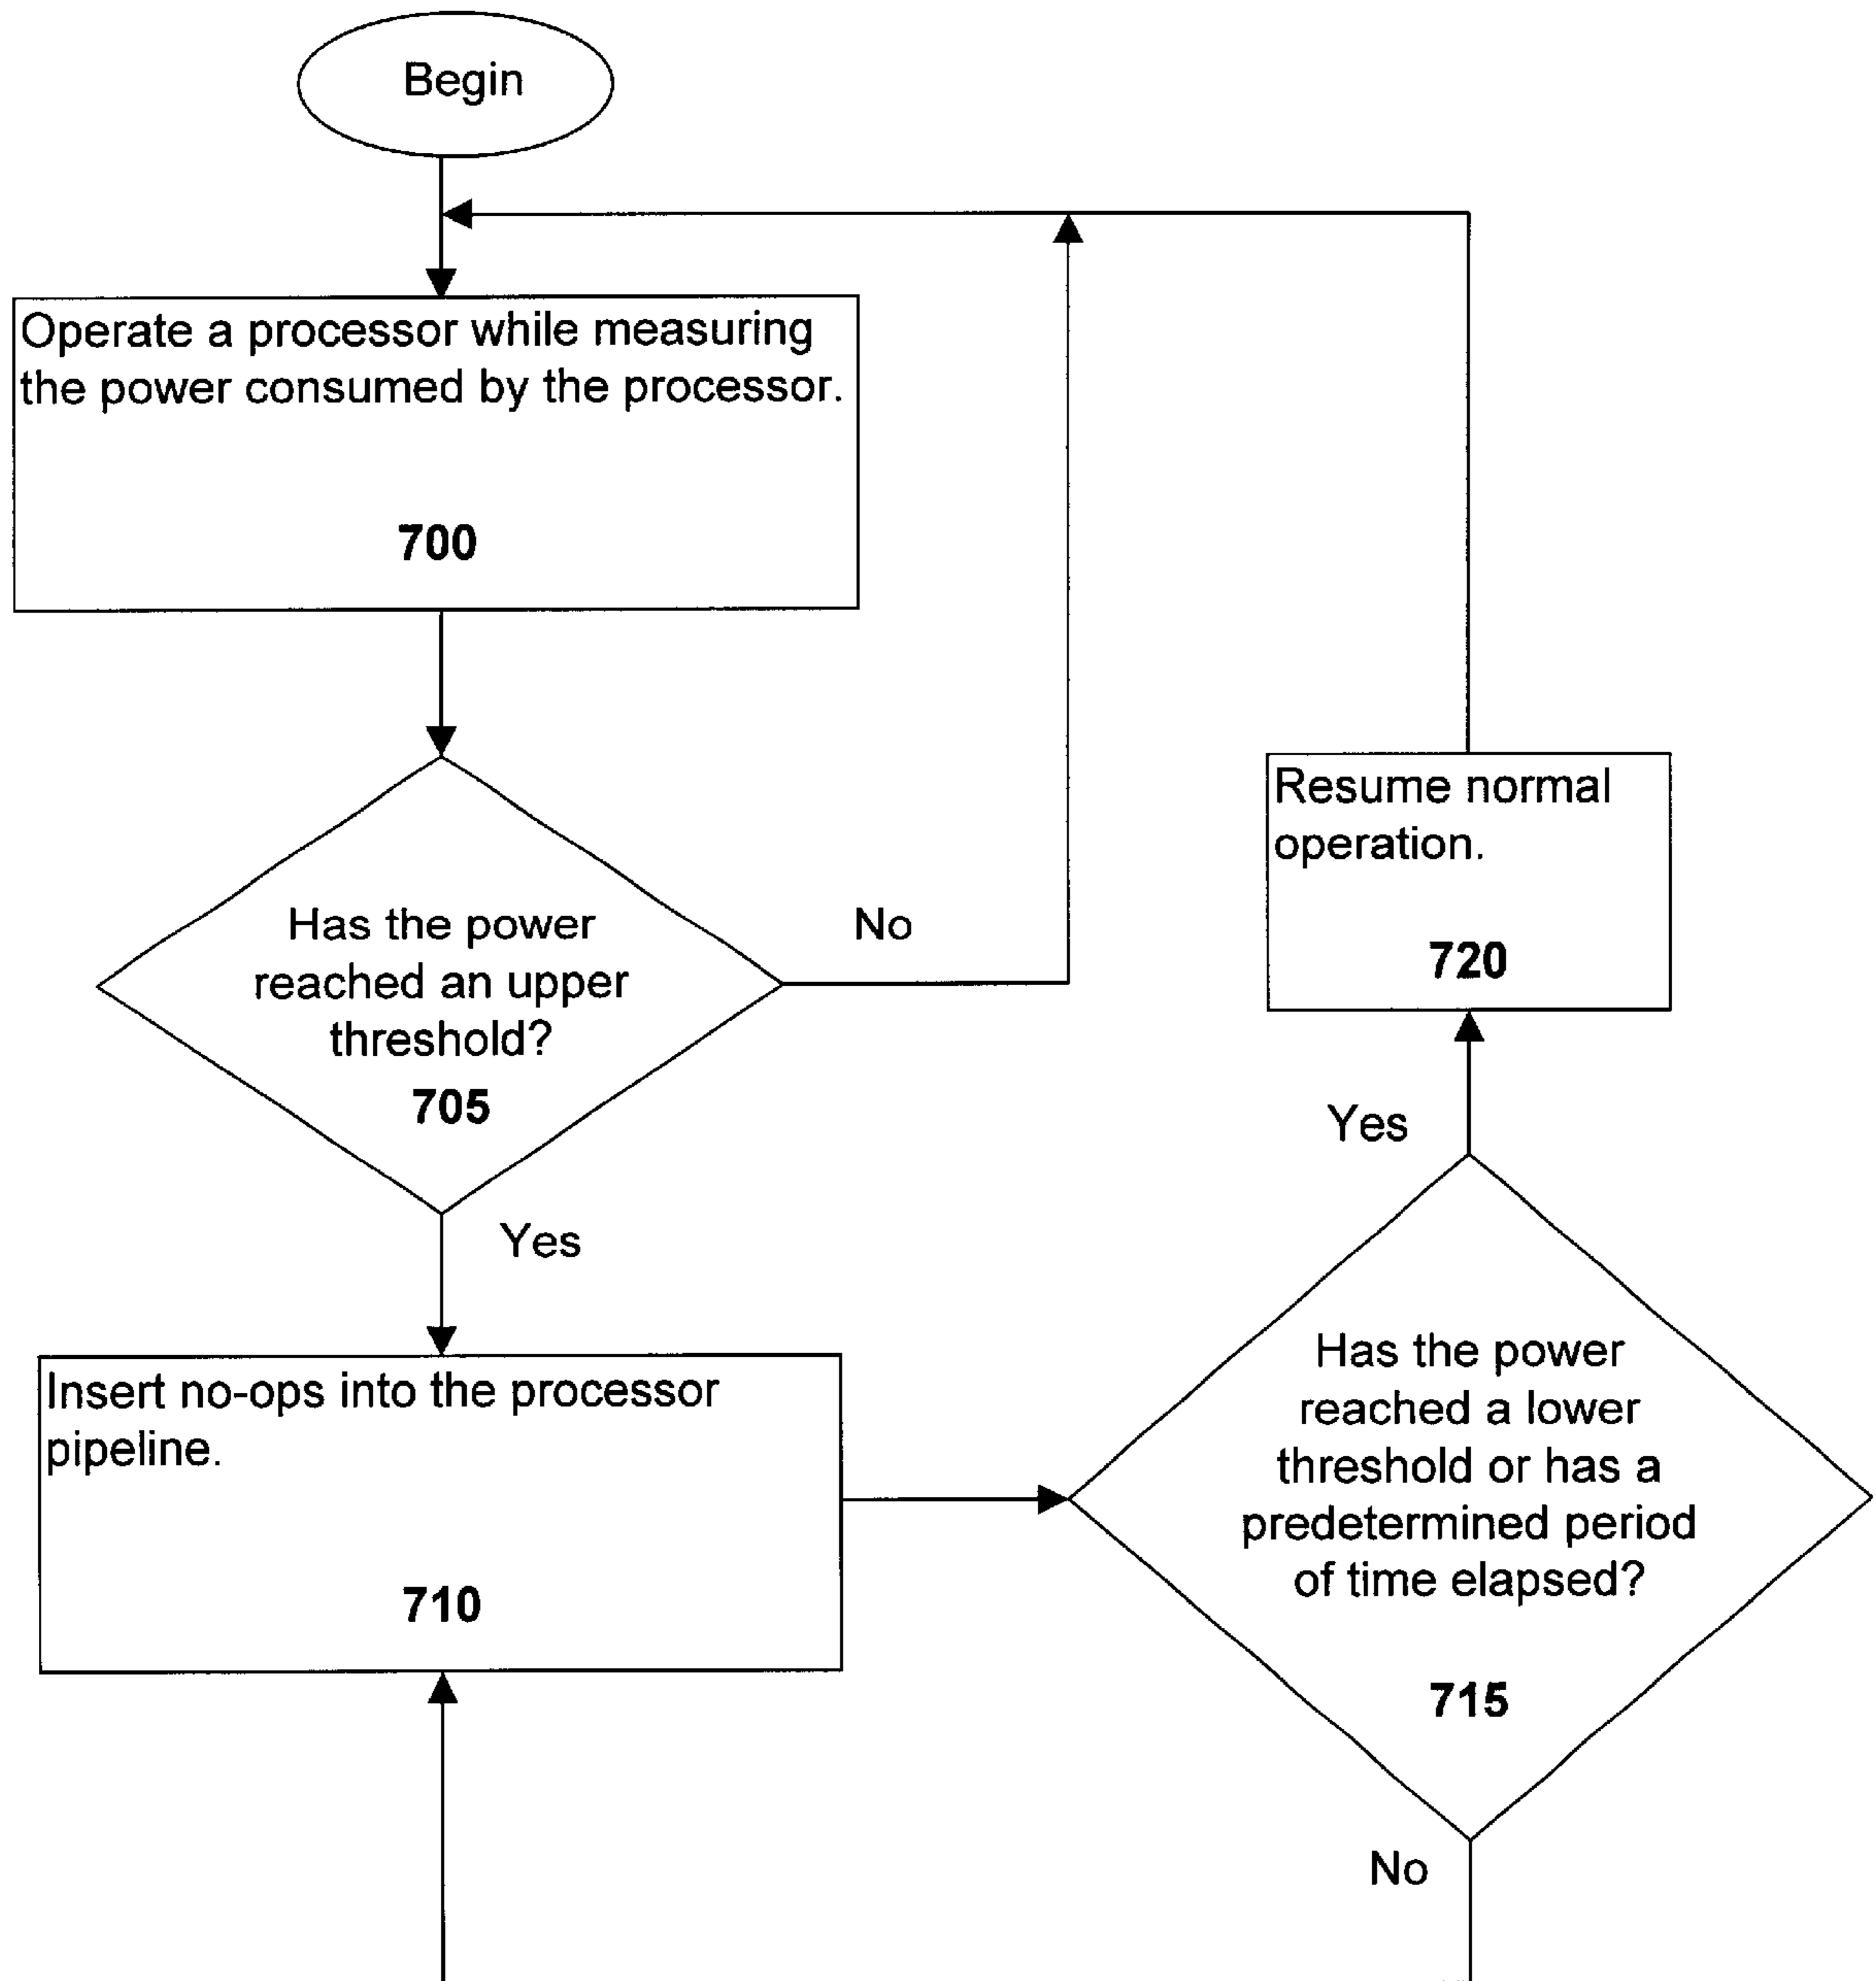 Begin
Operate a processor while measuring
the power consumed by the processor.
700
Has the power
reached an upper
threshold?
705
No
Yes
Insert no-ops into the processor
pipeline.
710
Has the power
reached a lower
threshold or has a
predetermined period
of time elapsed?
715
Yes
No
Resume normal
operation.
720